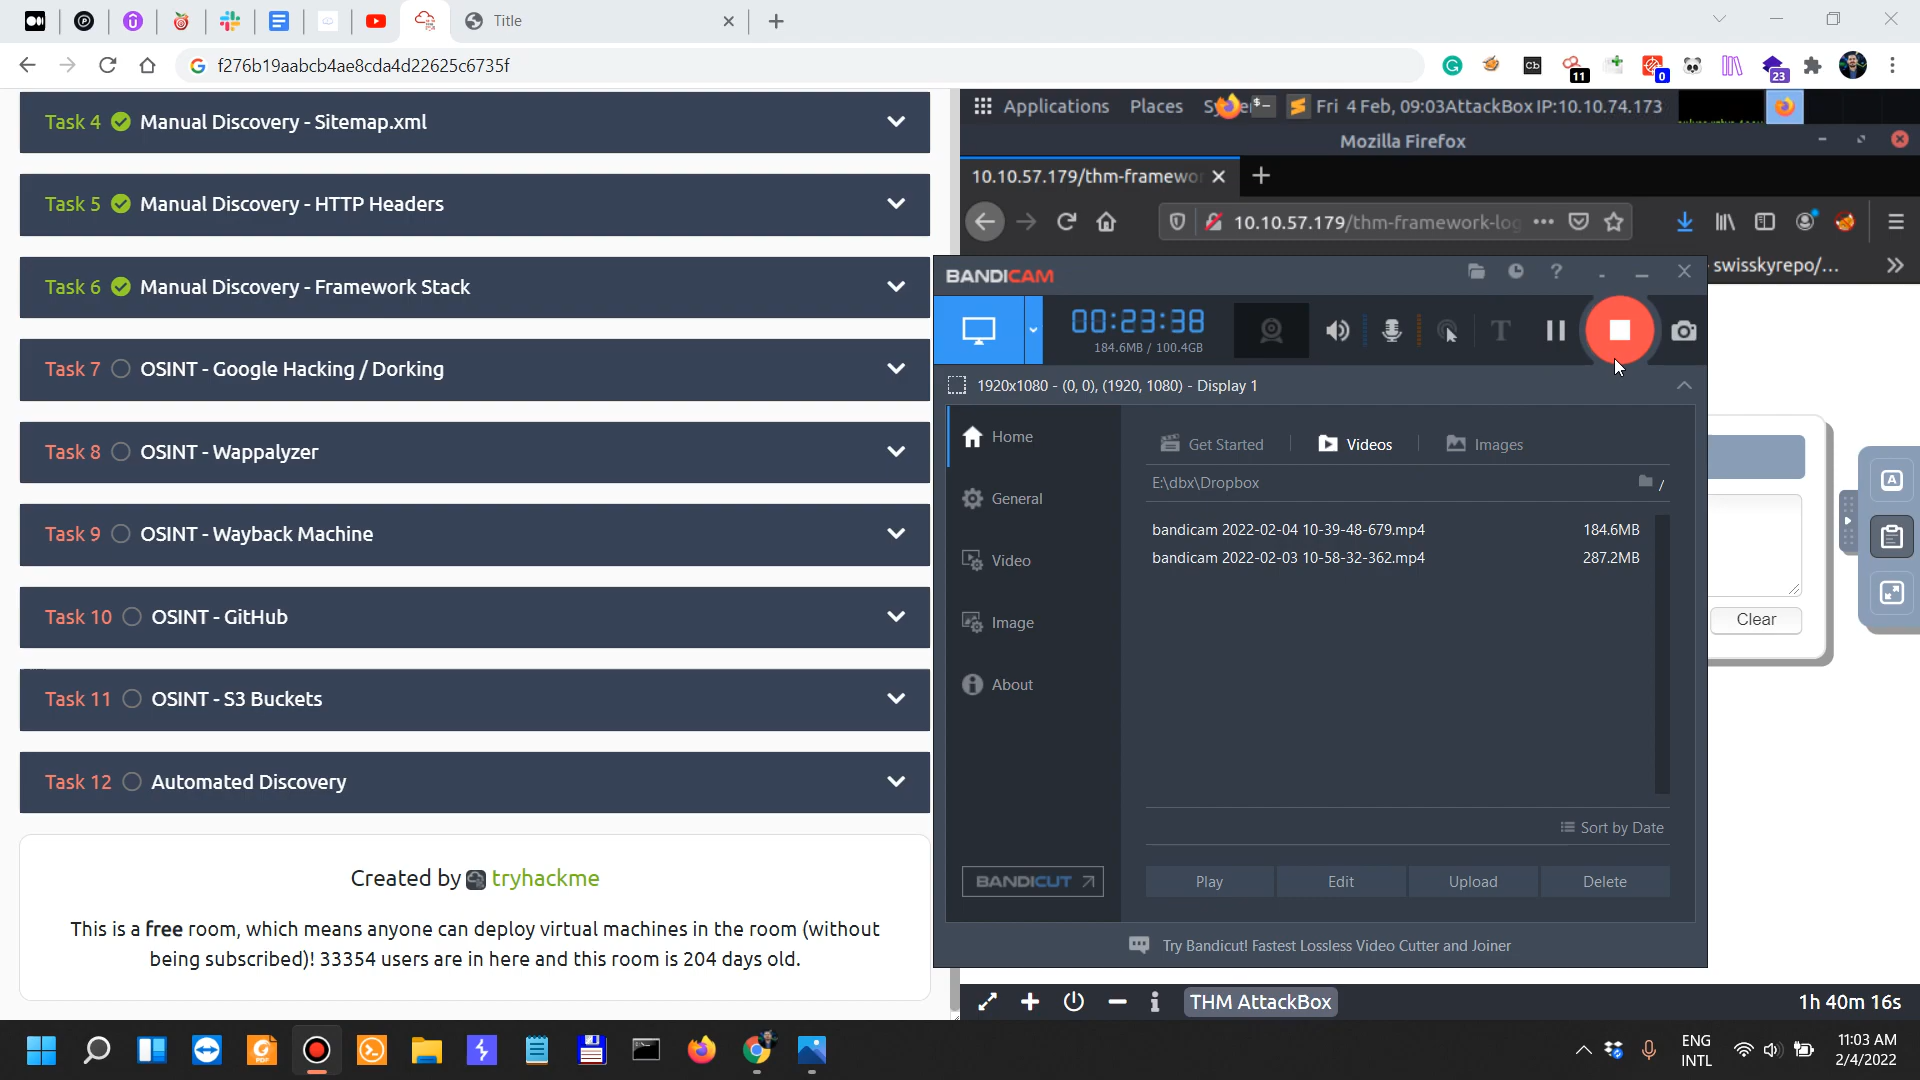 Title
f276b19aabcb4ae8cda4d22625c6735f
11
0
23
Task 4 Manual Discovery - Sitemap.xml
Task 5 Manual Discovery - HTTP Headers
Task 6 Manual Discovery - Framework Stack
Task 7 OSINT - Google Hacking / Dorking
Task 8 OSINT - Wappalyzer
Task 9 OSINT - Wayback Machine
Task 10 OSINT - GitHub
Task 11 OSINT - S3 Buckets
Task 12 Automated Discovery
Created by tryhackme
This is a free room, which means anyone can deploy virtual machines in the room (without
being subscribed)! 33354 users are in here and this room is 204 days old.
Applications Places Fri 4 Feb, 09:03 AttackBox IP:10.10.74.173
Mozilla Firefox
10.10.57.179/thm-framewo
10.10.57.179/thm-framework-log
swisskyrepo/...
BANDICAM
00:23:38
184.6MB / 100.4GB
1920x1080 - (0, 0), (1920, 1080) - Display 1
Home
General
Video
Image
About
Get Started
Videos
Images
E:\dbx\Dropbox
/
bandicam 2022-02-04 10-39-48-679.mp4 184.6MB
bandicam 2022-02-03 10-58-32-362.mp4 287.2MB
Sort by Date
BANDICUT
Play Edit Upload Delete
Try Bandicut! Fastest Lossless Video Cutter and Joiner
Clear
A
THM AttackBox
1h 40m 16s
ENG
INTL
11:03 AM
2/4/2022